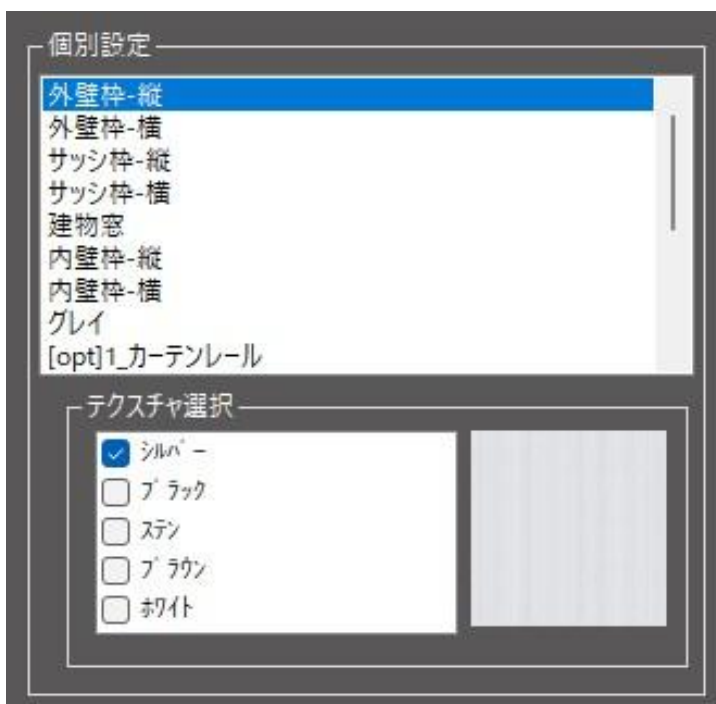 個別設定
外壁枠-縦
外壁枠-横
サッシ枠-縦
サッシ枠-横
建物窓
内壁枠-縦
内壁枠-横
グレイ
[opt]1_カーテンレール
テクスチャ選択
ｼﾙﾊﾞｰ
ﾌﾞﾗｯｸ
ｽﾃﾝ
ﾌﾞﾗｳﾝ
ﾎﾜｲﾄ